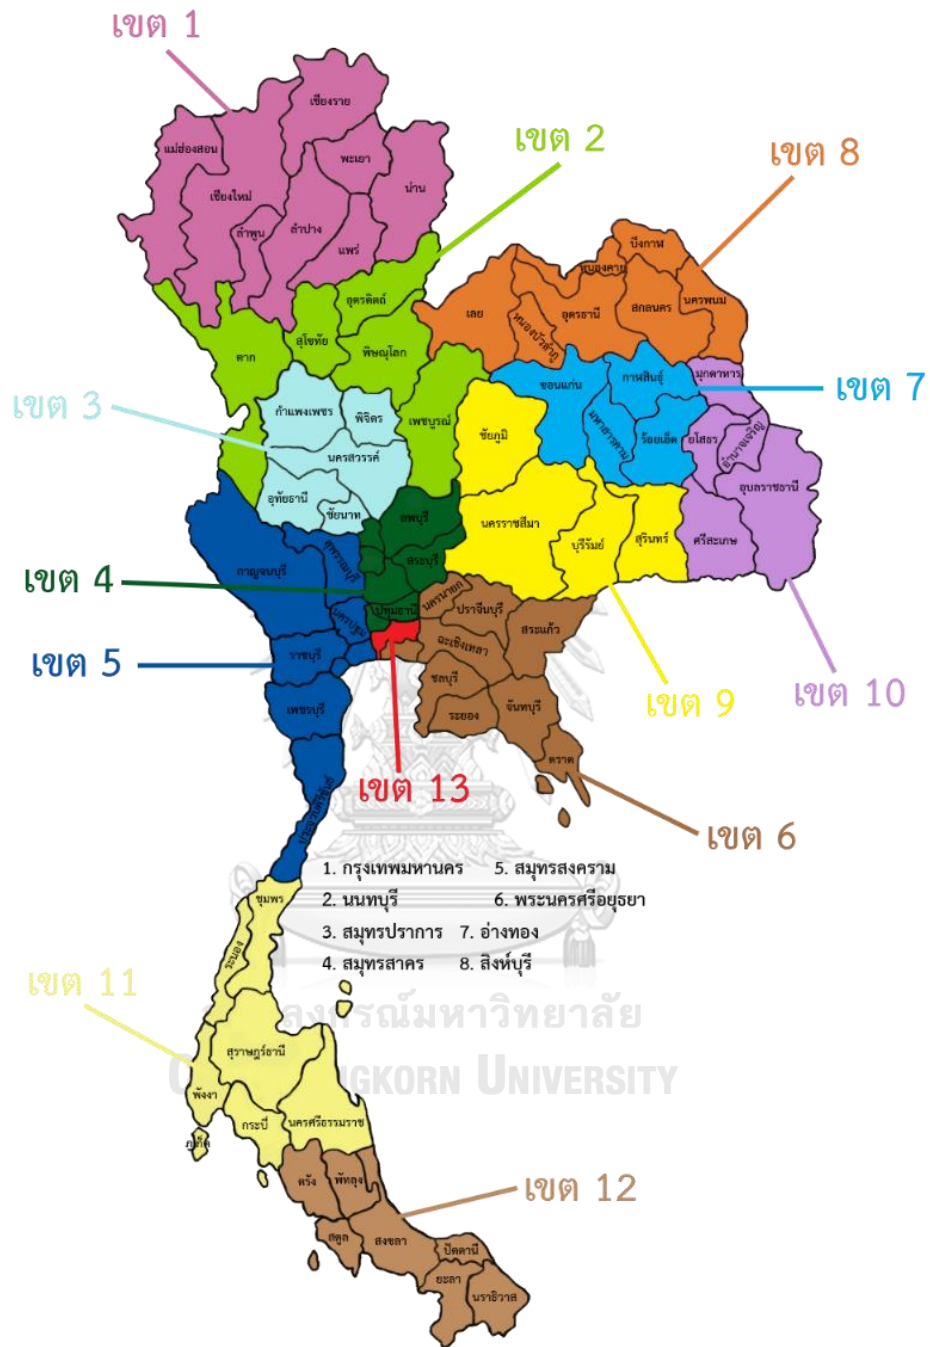 เขต 1
เชียงราย
เขต 2
แม่ฮ่องสอน
พะเยา
เขต 8
เชียงใหม่
น่าน
ลำพูน
ลำปาง
แพร่
บึงกาฬ
หนองคาย
อุตรดิตถ์
เลย
อุดรธานี
สกลนคร
นครพนม
หนองบัวลำภู
สุโขทัย
ตาก
พิษณุโลก
ขอนแก่น
กาฬสินธุ์
มุกดาหาร
เขต 7
เขต 3
กำแพงเพชร
พิจิตร
เพชบูรณ์
ชัยภูมิ
มหาสารคาม
ร้อยเอ็ด
ยโสธร
อำนาจเจริญ
นครสวรรค์
อุบลราชธานี
อุทัยธานี
ชัยนาท
ลพบุรี
นครราชสีมา
บุรีรัมย์
สุรินทร์
ศรีสะเกษ
สุพรรณบุรี
สระบุรี
กาญจนบุรี
เขต 4
ปทุมธานี
นครนายก
ปราจีนบุรี
นครปฐม
สระแก้ว
ฉะเชิงเทรา
ราชบุรี
เขต 5
ชลบุรี
เขต 9
เขต 10
เพชรบุรี
ระยอง
จันทบุรี
ตราด
เขต 13
ประจวบคีรีขันธ์
เขต 6
1. กรุงเทพมหานคร 5. สมุทรสงคราม
2. นนทบุรี 6. พระนครศรีอยุธยา
3. สมุทรปราการ 7. อ่างทอง
4. สมุทรสาคร 8. สิงห์บุรี
ชุมพร
ระนอง
เขต 11
ลงกรณ์มหาวิทยาลัย
สุราษฎร์ธานี
UNIVERSITY
พังงา
กระบี่
นครศรีธรรมราช
ภูเก็ต
ตรัง
พัทลุง
เขต 12
สตูล
สงขลา
ปัตตานี
ยะลา
นราธิวาส